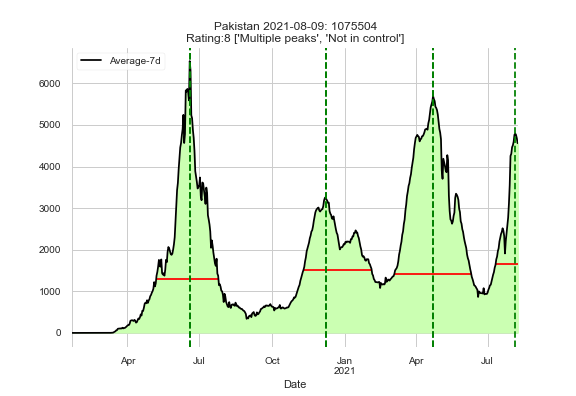 Pakistan 2021-08-09: 1075504
Rating:8 ['Multiple peaks', 'Not in control']
Average-7d
6000
5000
4000
3000
2000
1000
0
Apr Jul Oct Jan Apr Jul
2021
Date